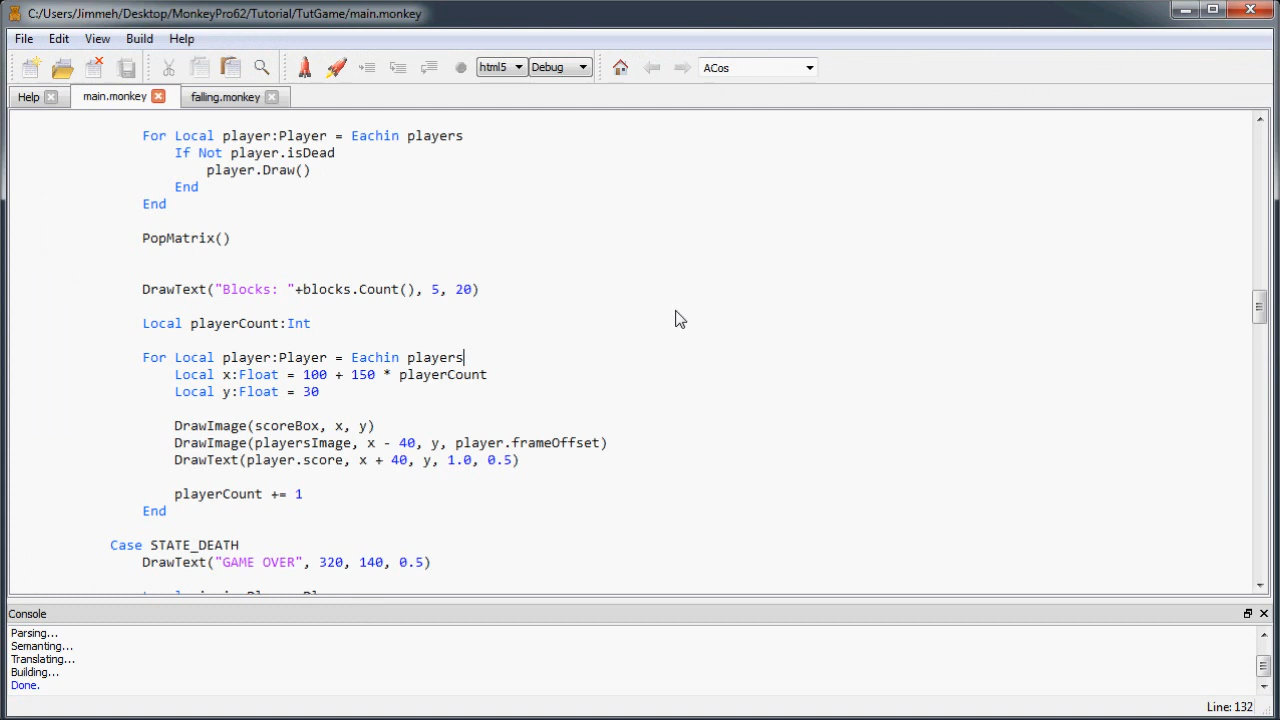 C:/Users/Jimmeh/Desktop/MonkeyPro62/Tutorial/TutGame/main.monkey
File Edit View Build Help
html5 Debug ACos
Help main.monkey falling.monkey
For Local player:Player = Eachin players
If Not player.isDead
player.Draw()
End
End
PopMatrix()
DrawText("Blocks: "+blocks.Count(), 5, 20)
Local playerCount:Int
For Local player:Player = Eachin players
Local x:Float = 100 + 150 * playerCount
Local y:Float = 30
DrawImage(scoreBox, x, y)
DrawImage(playersImage, x - 40, y, player.frameOffset)
DrawText(player.score, x + 40, y, 1.0, 0.5)
playerCount += 1
End
Case STATE_DEATH
DrawText("GAME OVER", 320, 140, 0.5)
Console
Parsing...
Semanting...
Translating...
Building...
Done.
Line: 132